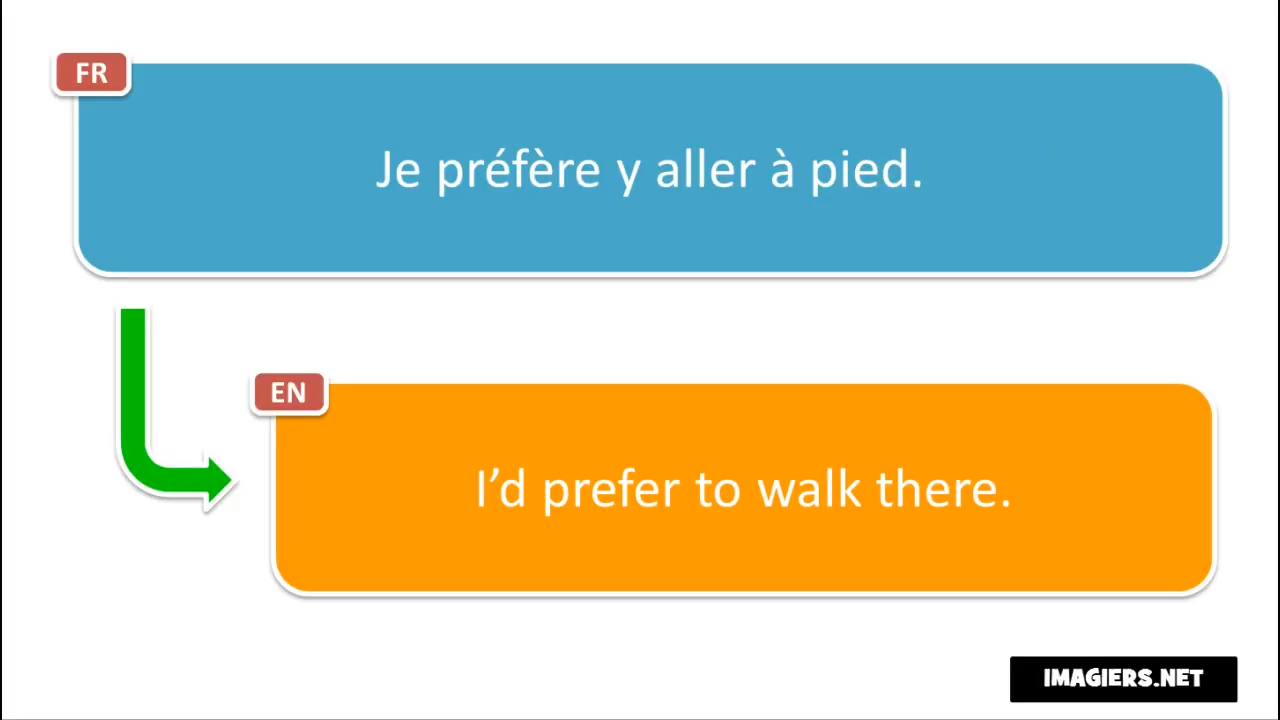 FR
Je préfère y aller à pied.
EN
I’d prefer to walk there.
IMAGIERS.NET